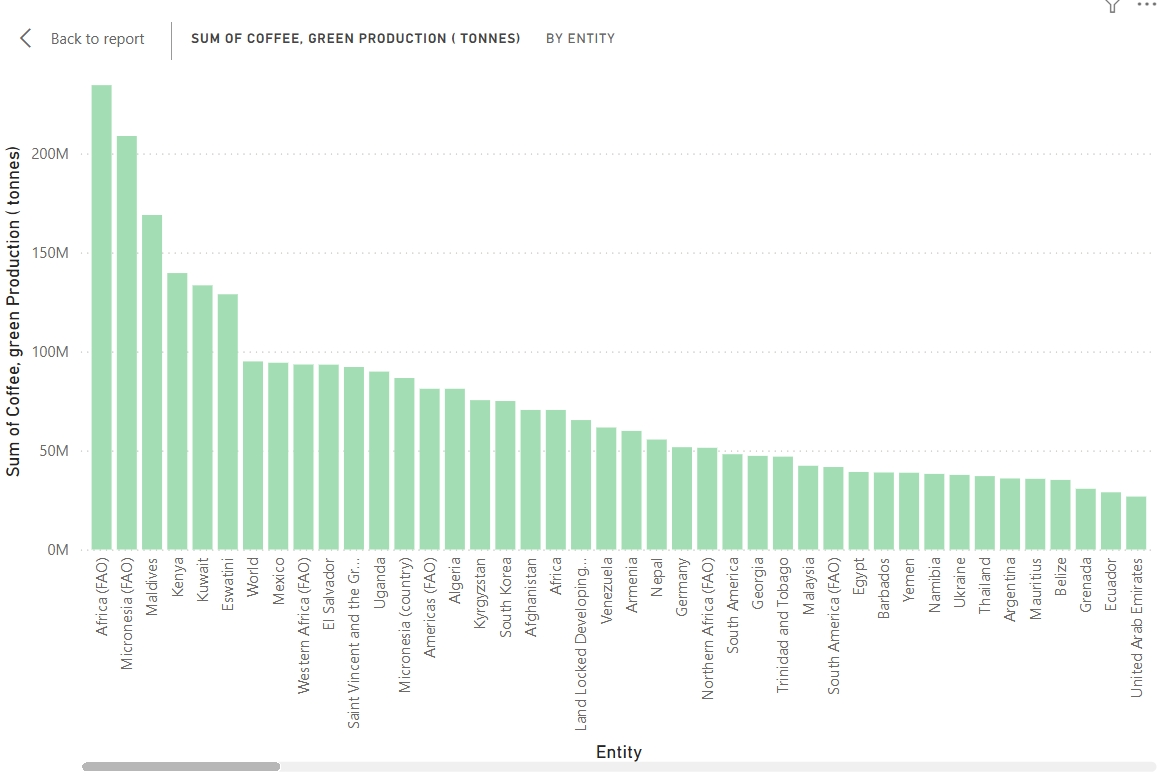 Back to report
SUM OF COFFEE, GREEN PRODUCTION ( TONNES)
BY ENTITY
Sum of Coffee, green Production ( tonnes)
200M
150M
100M
50M
0M
Africa (FAO)
Micronesia (FAO)
Maldives
Kenya
Kuwait
Eswatini
World
Mexico
Western Africa (FAO)
El Salvador
Saint Vincent and the Gr...
Uganda
Micronesia (country)
Americas (FAO)
Algeria
Kyrgyzstan
South Korea
Afghanistan
Africa
Land Locked Developing...
Venezuela
Armenia
Nepal
Germany
Northern Africa (FAO)
South America
Georgia
Trinidad and Tobago
Malaysia
South America (FAO)
Egypt
Barbados
Yemen
Namibia
Ukraine
Thailand
Argentina
Mauritius
Belize
Grenada
Ecuador
United Arab Emirates
Entity